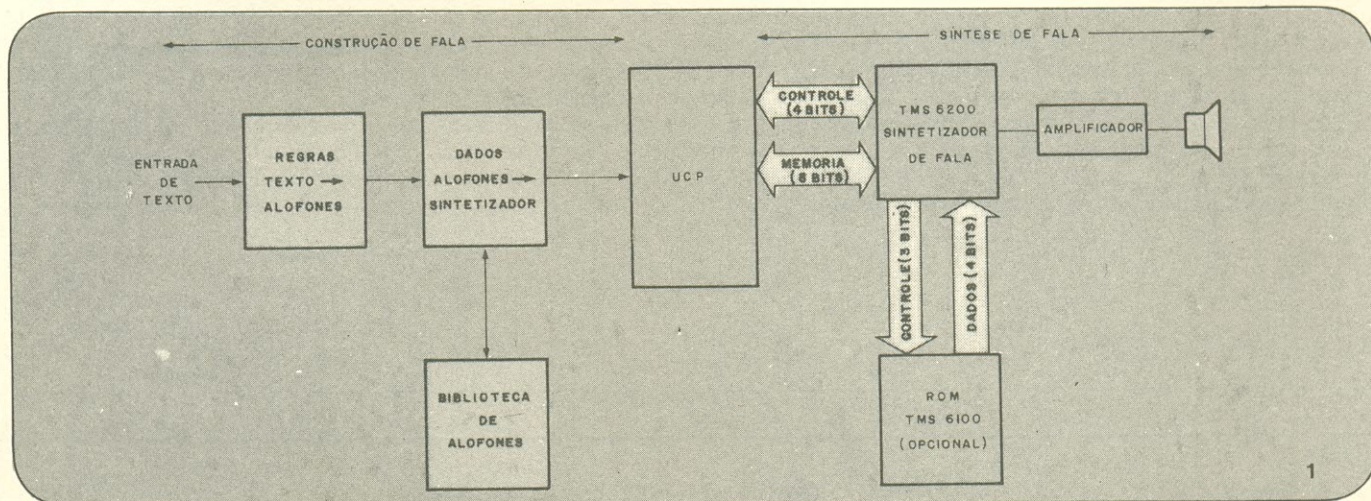 CONSTRUÇÃO DE FALA
SÍNTESE DE FALA
ENTRADA
DE
TEXTO
REGRAS
TEXTO →
ALOFONES
DADOS
ALOFONES →
SINTETIZADOR
BIBLIOTECA
DE
ALOFONES
UCP
CONTROLE
(4 BITS)
MEMORIA
(8 BITS)
TMS 6200
SINTETIZADOR
DE FALA
AMPLIFICADOR
CONTROLE (3 BITS)
DADOS (4 BITS)
ROM
TMS 6100
(OPCIONAL)
1